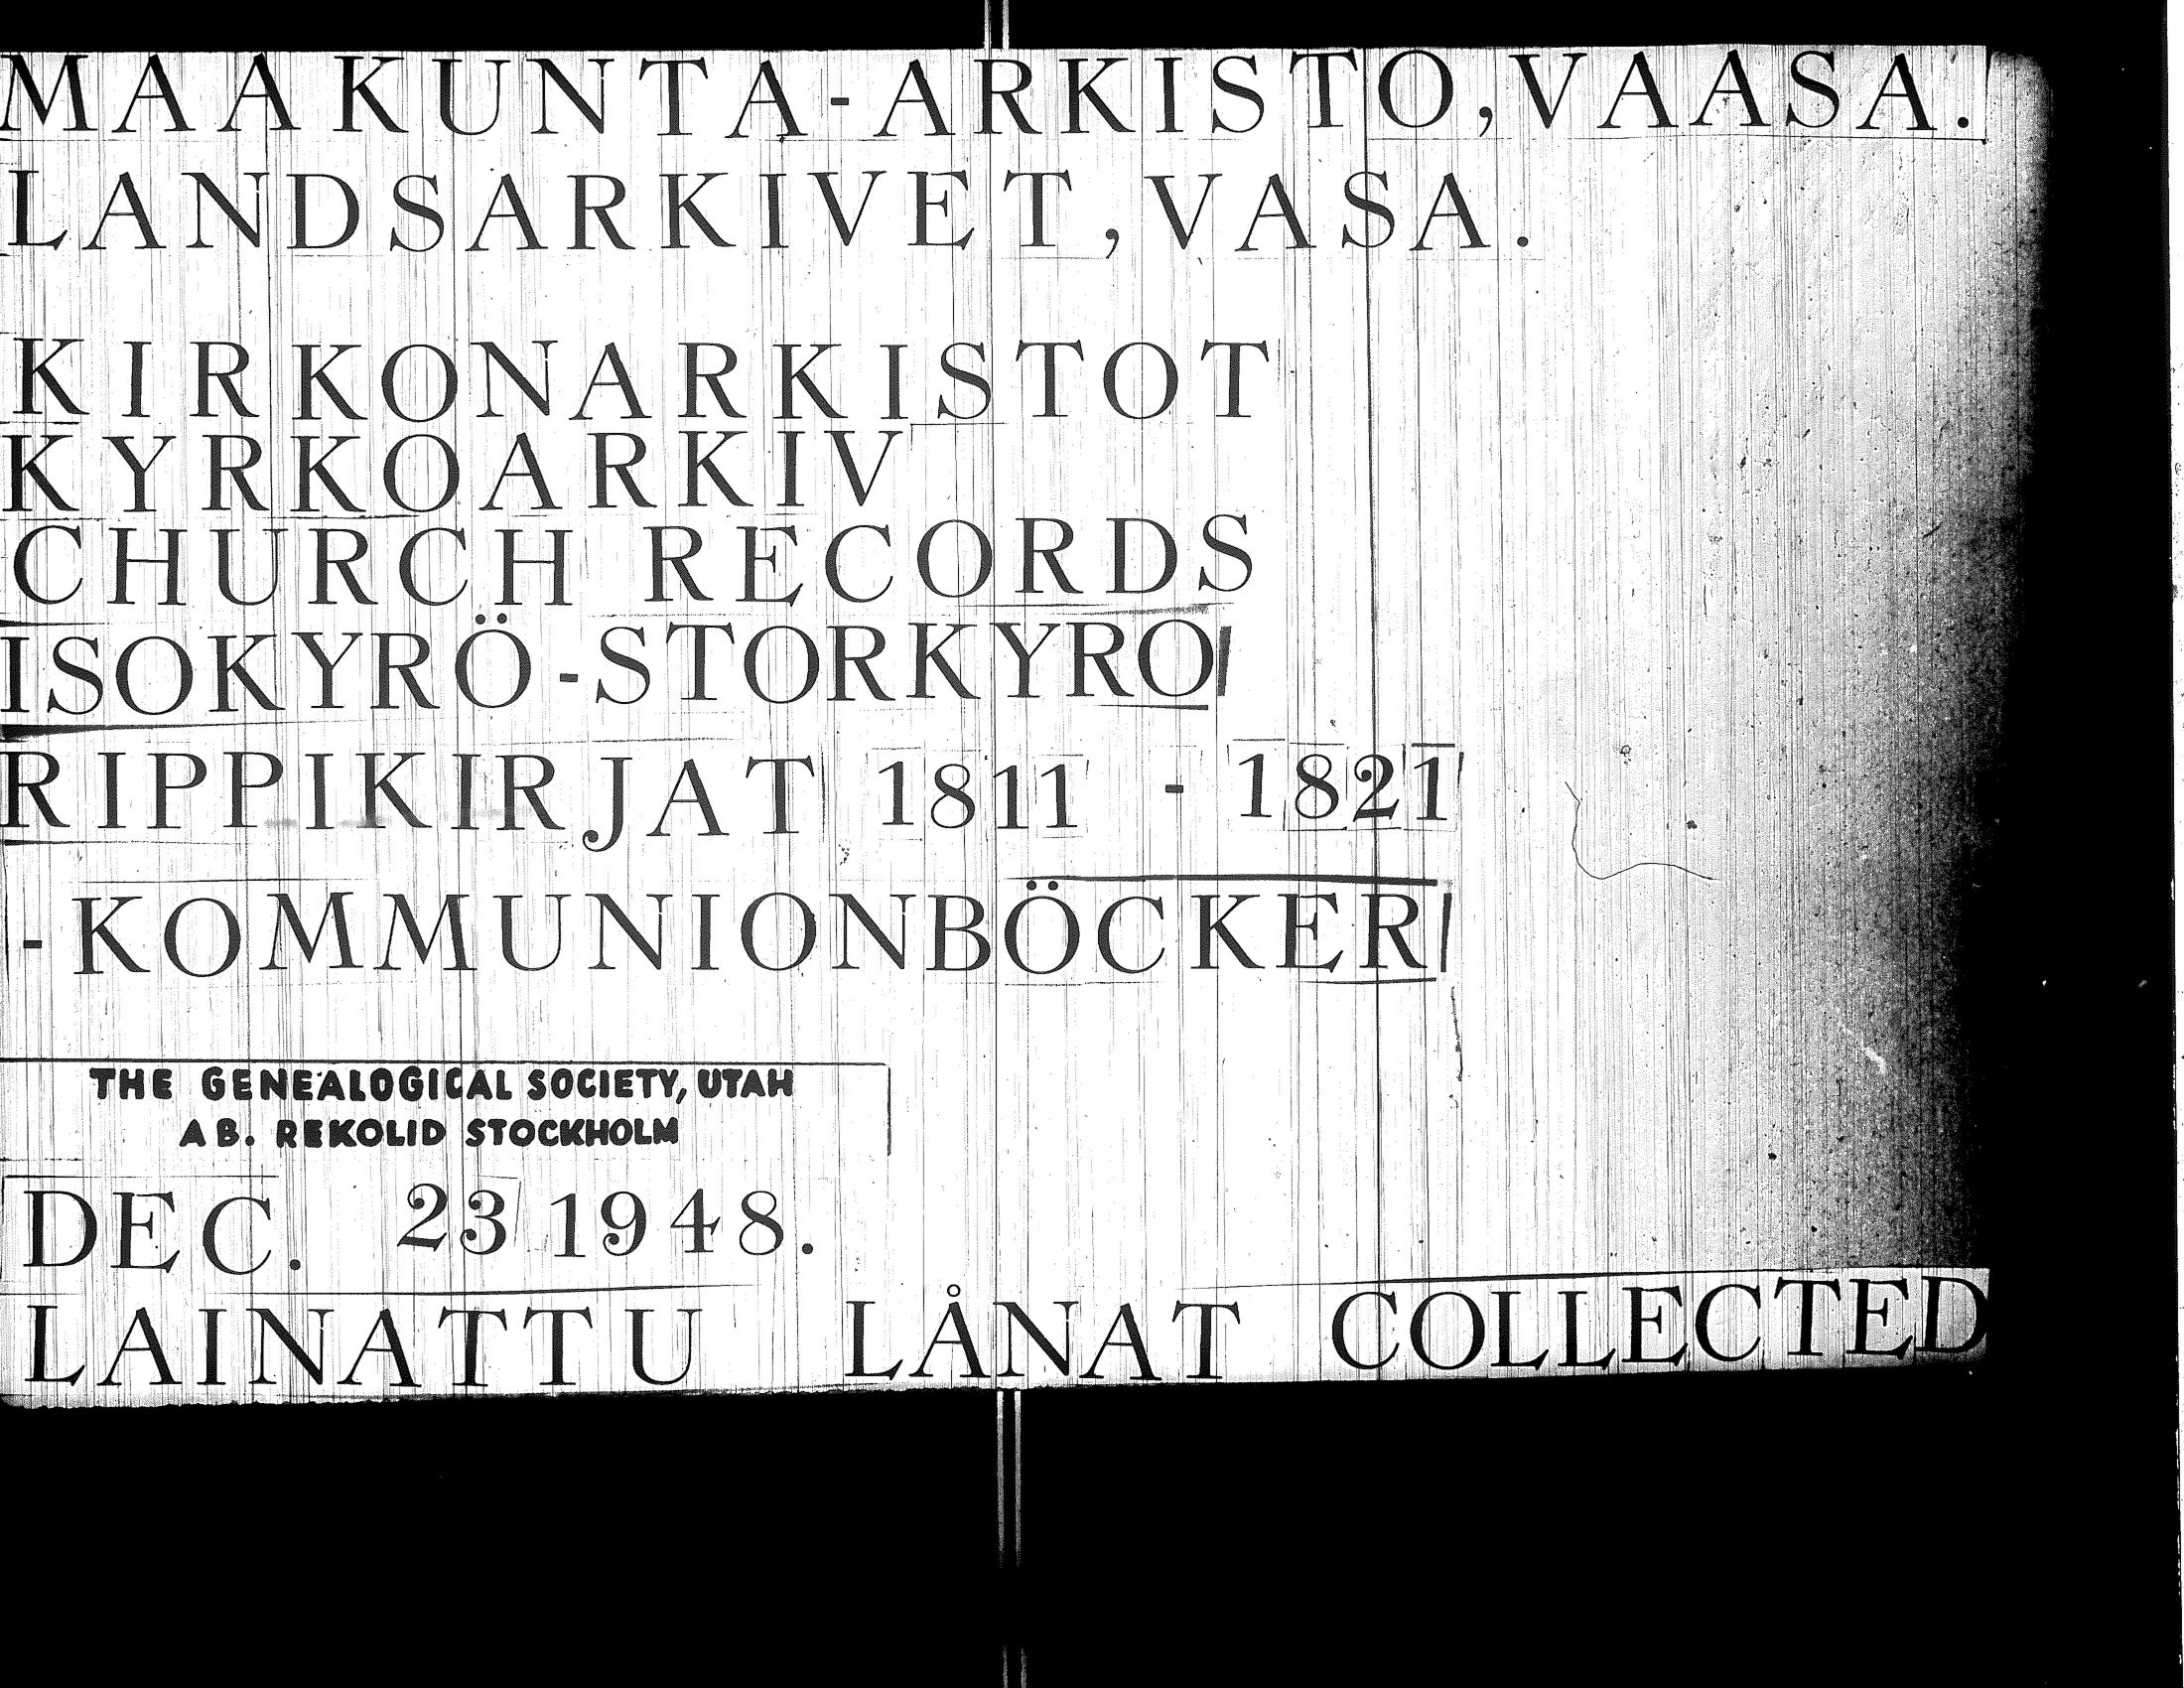 MAAKUNTA-ARKISTO,VAASA.
LANDSARKIVET,VASA.
KIRKONARKISTOT
KYRKOARKIV
CHURCH RECORDS
ISOKYRÖ-STORKYRO
RIPPIKIRJAT 1811 - 1821
-KOMMUNIONBÖCKER
THE GENEALOGICAL SOCIETY, UTAH
AB. REKOLID STOCKHOLM
DEC. 23 1948.
LAINATTU LÅNAT COLLECTED